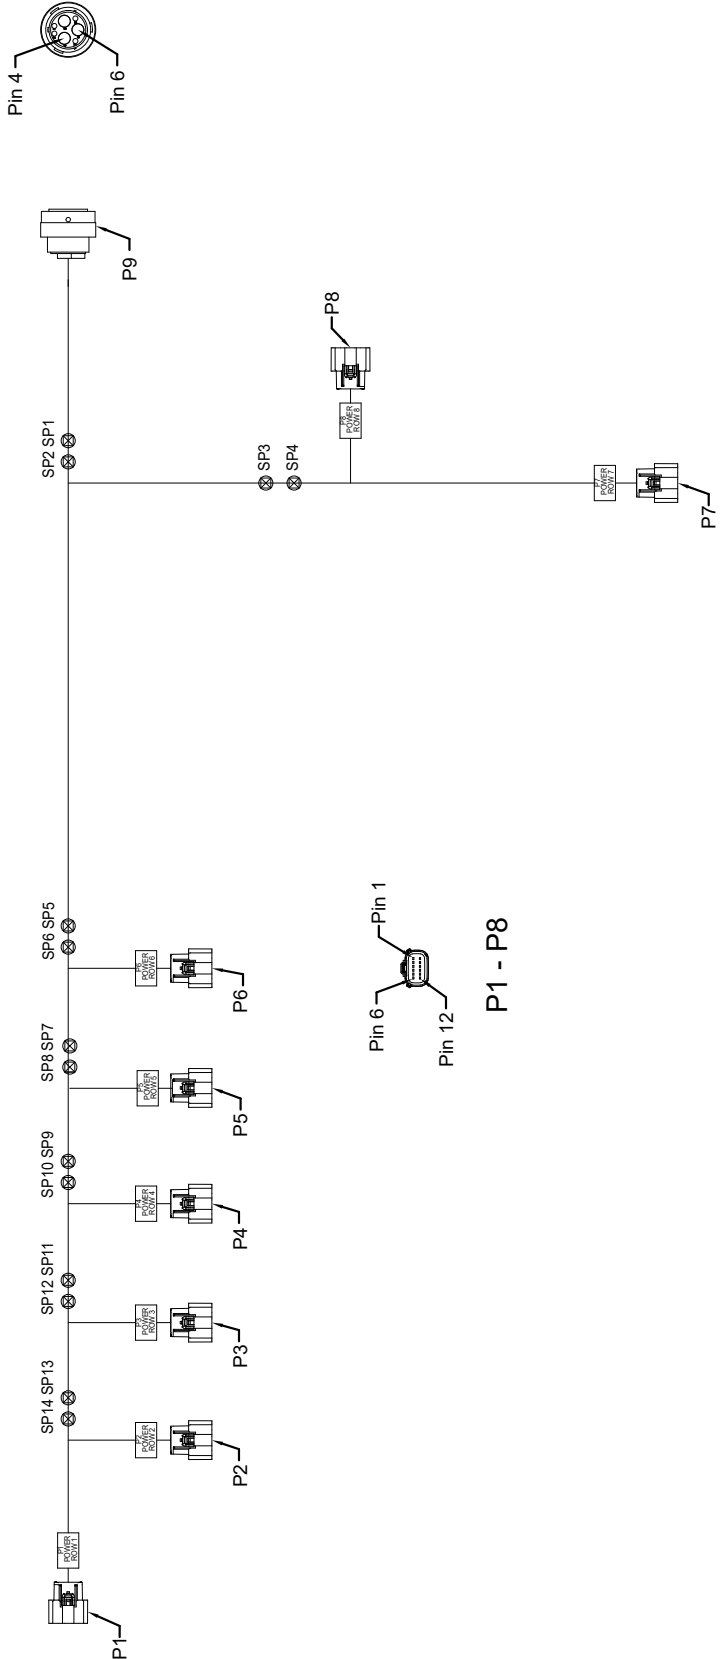 Pin 4
Pin 6
P9
P8
P8
POWER
ROW 8
SP2 SP1
SP3
SP4
P7
POWER
ROW 7
P7
SP6 SP5
P6
POWER
ROW 6
P6
SP8 SP7
P5
POWER
ROW 5
P5
SP10 SP9
P4
POWER
ROW 4
P4
SP12 SP11
P3
POWER
ROW 3
P3
SP14 SP13
P2
POWER
ROW 2
P2
P1
POWER
ROW 1
P1
Pin 1
Pin 6
Pin 12
P1 - P8